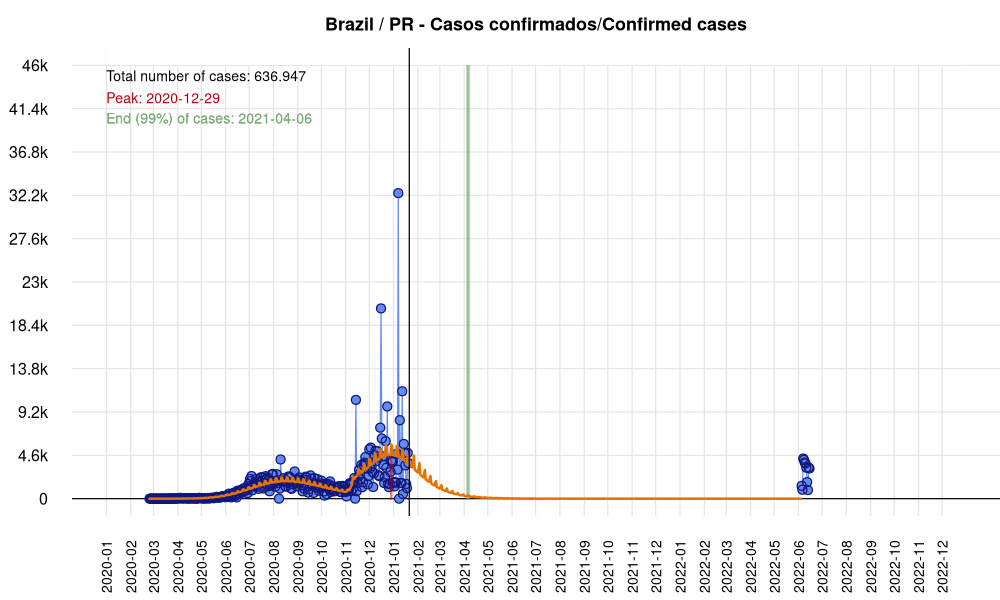 Brazil / PR - Casos confirmados/Confirmed cases
Total number of cases: 636.947
Peak: 2020-12-29
End (99%) of cases: 2021-04-06
46k
41.4k
36.8k
32.2k
27.6k
23k
18.4k
13.8k
9.2k
4.6k
0
2020-01
2020-02
2020-03
2020-04
2020-05
2020-06
2020-07
2020-08
2020-09
2020-10
2020-11
2020-12
2021-01
2021-02
2021-03
2021-04
2021-05
2021-06
2021-07
2021-08
2021-09
2021-10
2021-11
2021-12
2022-01
2022-02
2022-03
2022-04
2022-05
2022-06
2022-07
2022-08
2022-09
2022-10
2022-11
2022-12